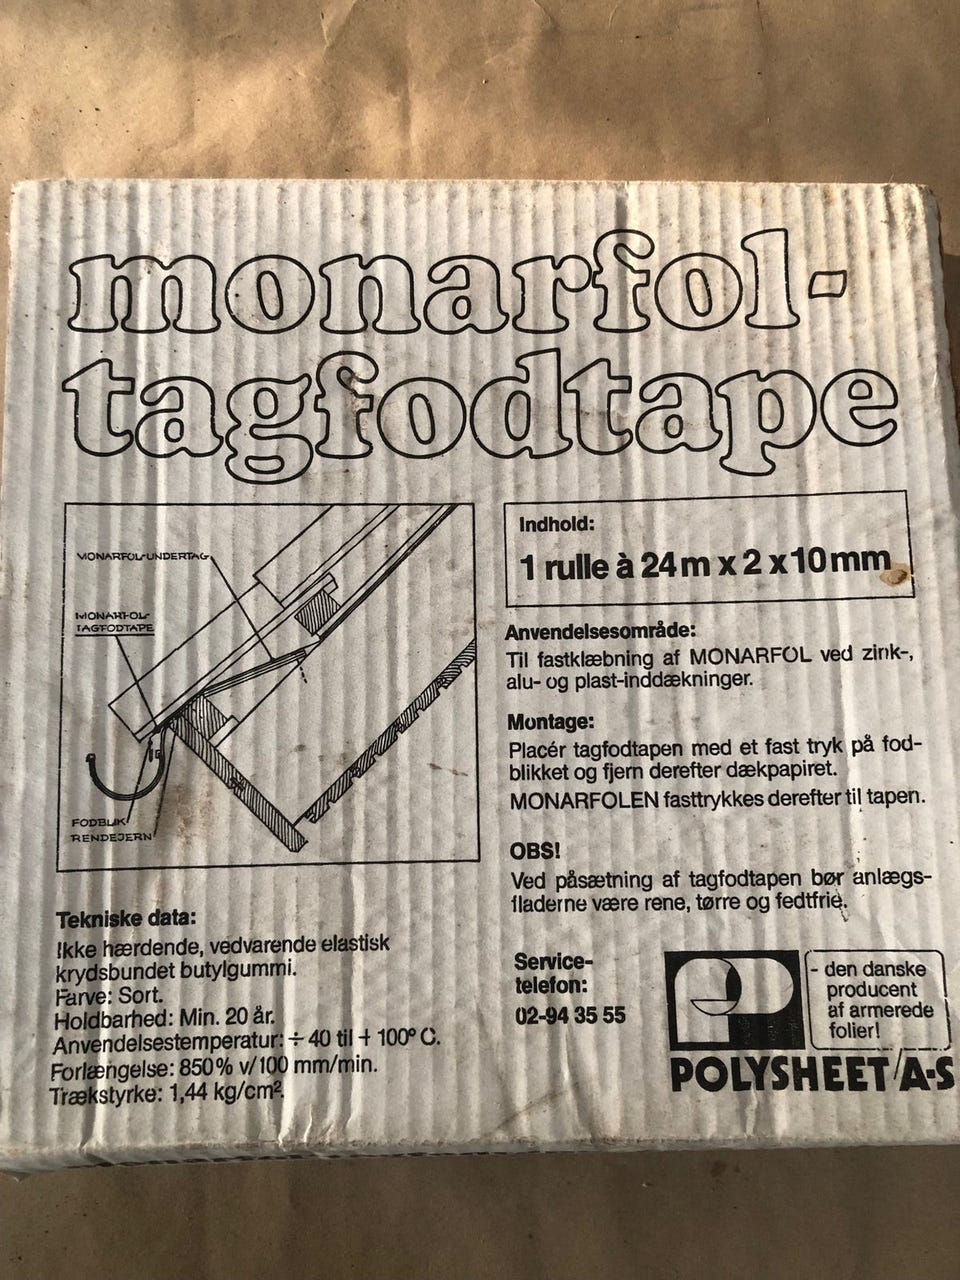 monarfol-
tagfodtape
MONARFOL-UNDERTAG
MONARFOL-
TAGFODTAPE
FODBLIK
RENDEJERN
Indhold:
1 rulle à 24 m x 2 x 10 mm
Anvendelsesområde:
Til fastklæbning af MONARFOL ved zink-,
alu- og plast-inddækninger.
Montage:
Placér tagfodtapen med et fast tryk på fod-
blikket og fjern derefter dækpapiret.
MONARFOLEN fasttrykkes derefter til tapen.
OBS!
Ved påsætning af tagfodtapen bør anlægs-
fladerne være rene, tørre og fedtfrie.
Tekniske data:
Ikke hærdende, vedvarende elastisk
krydsbundet butylgummi.
Farve: Sort.
Holdbarhed: Min. 20 år.
Anvendelsestemperatur: ÷ 40 til + 100° C.
Forlængelse: 850% v/100 mm/min.
Trækstyrke: 1,44 kg/cm².
Service-
telefon:
02-94 35 55
- den danske
producent
af armerede
folier!
POLYSHEET A-S